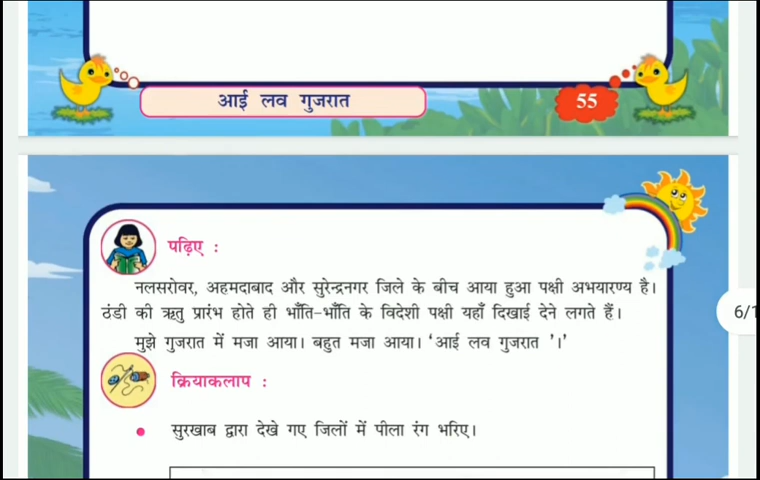 आई लव गुजरात
55
पढ़िए :
नलसरोवर, अहमदाबाद और सुरेन्द्रनगर जिले के बीच आया हुआ पक्षी अभयारण्य है।
ठंडी की ऋतु प्रारंभ होते ही भाँति-भाँति के विदेशी पक्षी यहाँ दिखाई देने लगते हैं।
मुझे गुजरात में मजा आया। बहुत मजा आया। ‘आई लव गुजरात ’।’
क्रियाकलाप :
• सुरखाब द्वारा देखे गए जिलों में पीला रंग भरिए।